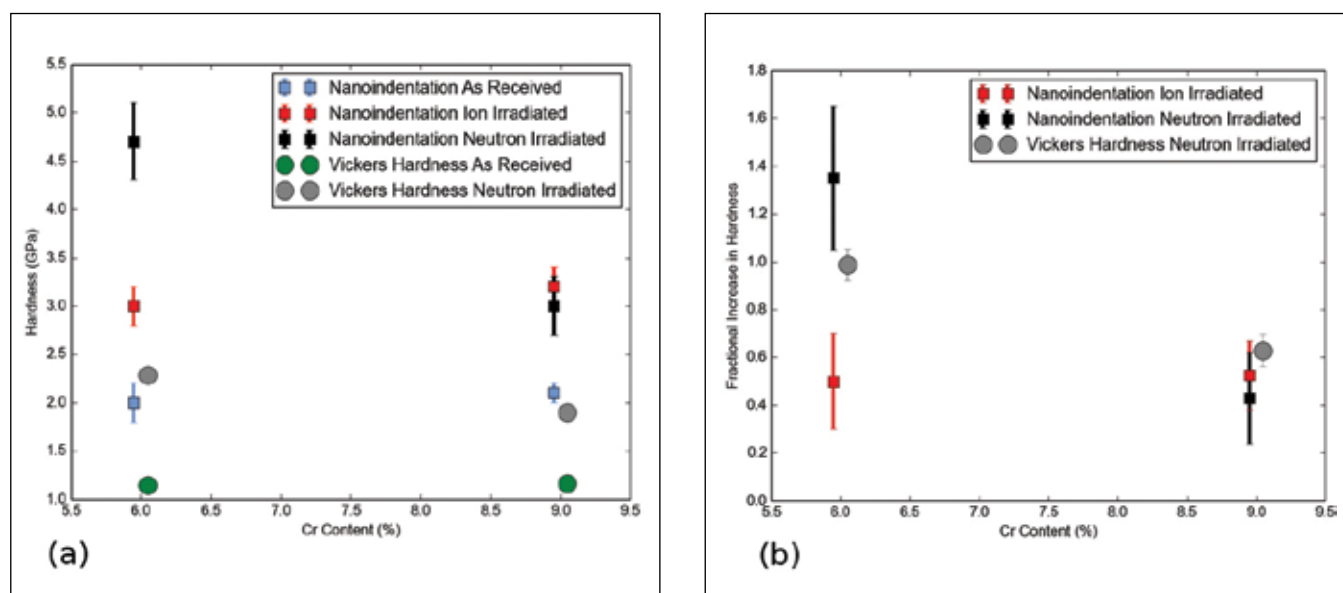 5.5
5.0
4.5
4.0
3.5
3.0
2.5
2.0
1.5
1.0
Hardness (GPa)
Nanoindentation As Received
Nanoindentation Ion Irradiated
Nanoindentation Neutron Irradiated
Vickers Hardness As Received
Vickers Hardness Neutron Irradiated
5.5 6.0 6.5 7.0 7.5 8.0 8.5 9.0 9.5
Cr Content (%)
(a)
1.8
1.6
1.4
1.2
1.0
0.8
0.6
0.4
0.2
0.0
Fractional Increase in Hardness
Nanoindentation Ion Irradiated
Nanoindentation Neutron Irradiated
Vickers Hardness Neutron Irradiated
5.5 6.0 6.5 7.0 7.5 8.0 8.5 9.0 9.5
Cr Content (%)
(b)